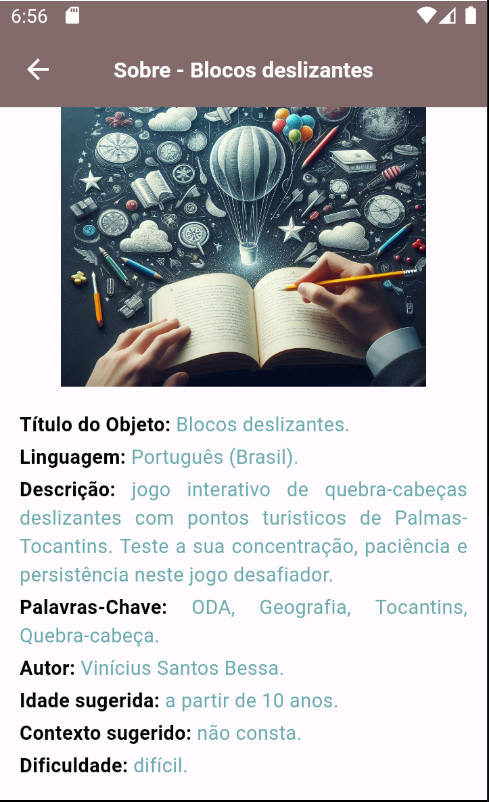 6:56
Sobre - Blocos deslizantes
Título do Objeto: Blocos deslizantes.
Linguagem: Português (Brasil).
Descrição: jogo interativo de quebra-cabeças
deslizantes com pontos turisticos de Palmas-
Tocantins. Teste a sua concentração, paciência e
persistência neste jogo desafiador.
Palavras-Chave: ODA, Geografia, Tocantins,
Quebra-cabeça.
Autor: Vinícius Santos Bessa.
Idade sugerida: a partir de 10 anos.
Contexto sugerido: não consta.
Dificuldade: difícil.